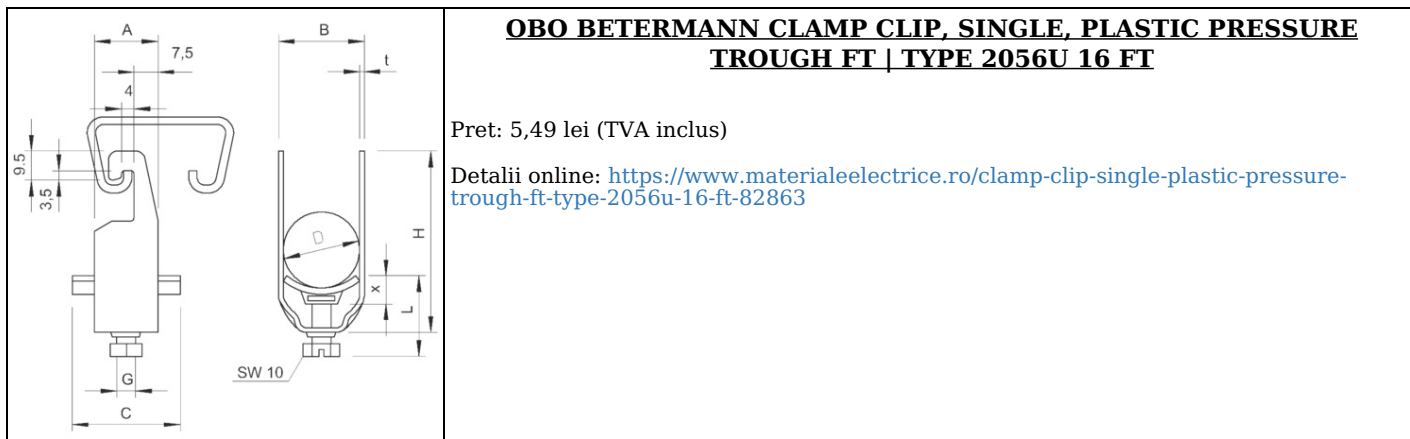 A
7,5
4
9.5
3,5
G
C
B
t
D
H
x
L
SW 10
OBO BETERMANN CLAMP CLIP, SINGLE, PLASTIC PRESSURE
TROUGH FT | TYPE 2056U 16 FT
Pret: 5,49 lei (TVA inclus)
Detalii online: https://www.materialeelectrice.ro/clamp-clip-single-plastic-pressure-
trough-ft-type-2056u-16-ft-82863